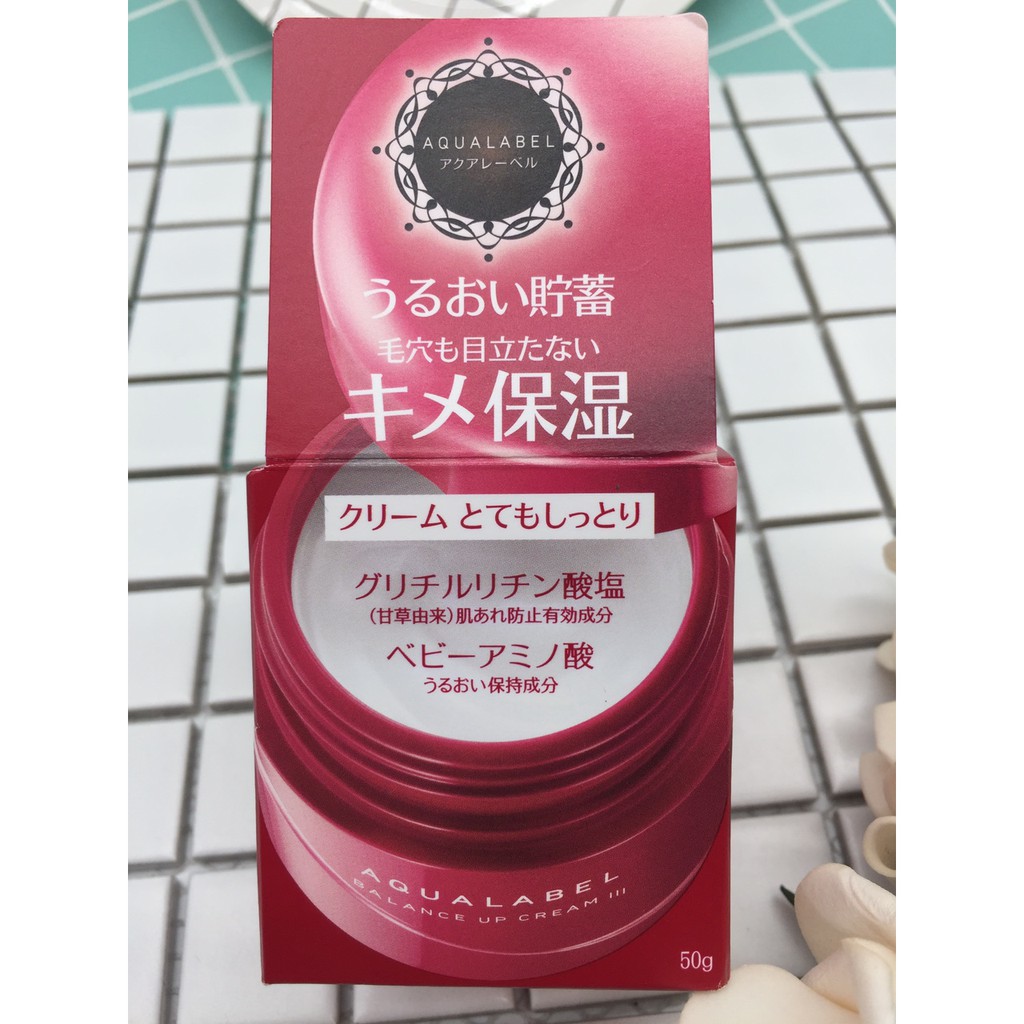 AQUALABEL
アクアレーベル
うるおい貯蓄
毛穴も目立たない
キメ保湿
クリーム とてもしっとり
グリチルリチン酸塩
(甘草由来)肌あれ防止有効成分
ベビーアミノ酸
うるおい保持成分
AQUALABEL
BALANCE UP CREAM III
50g